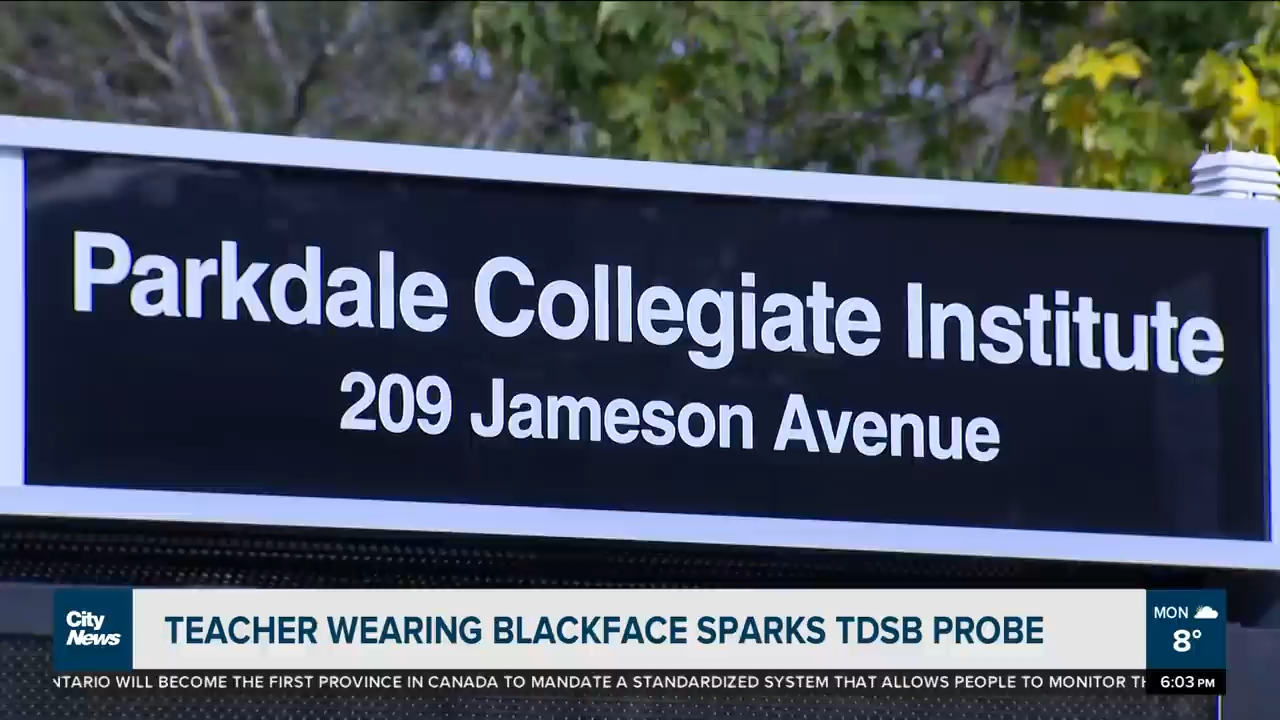 Parkdale Collegiate Institute
209 Jameson Avenue
City
News
TEACHER WEARING BLACKFACE SPARKS TDSB PROBE
MON
8°
NTARIO WILL BECOME THE FIRST PROVINCE IN CANADA TO MANDATE A STANDARDIZED SYSTEM THAT ALLOWS PEOPLE TO MONITOR TH
6:03 PM